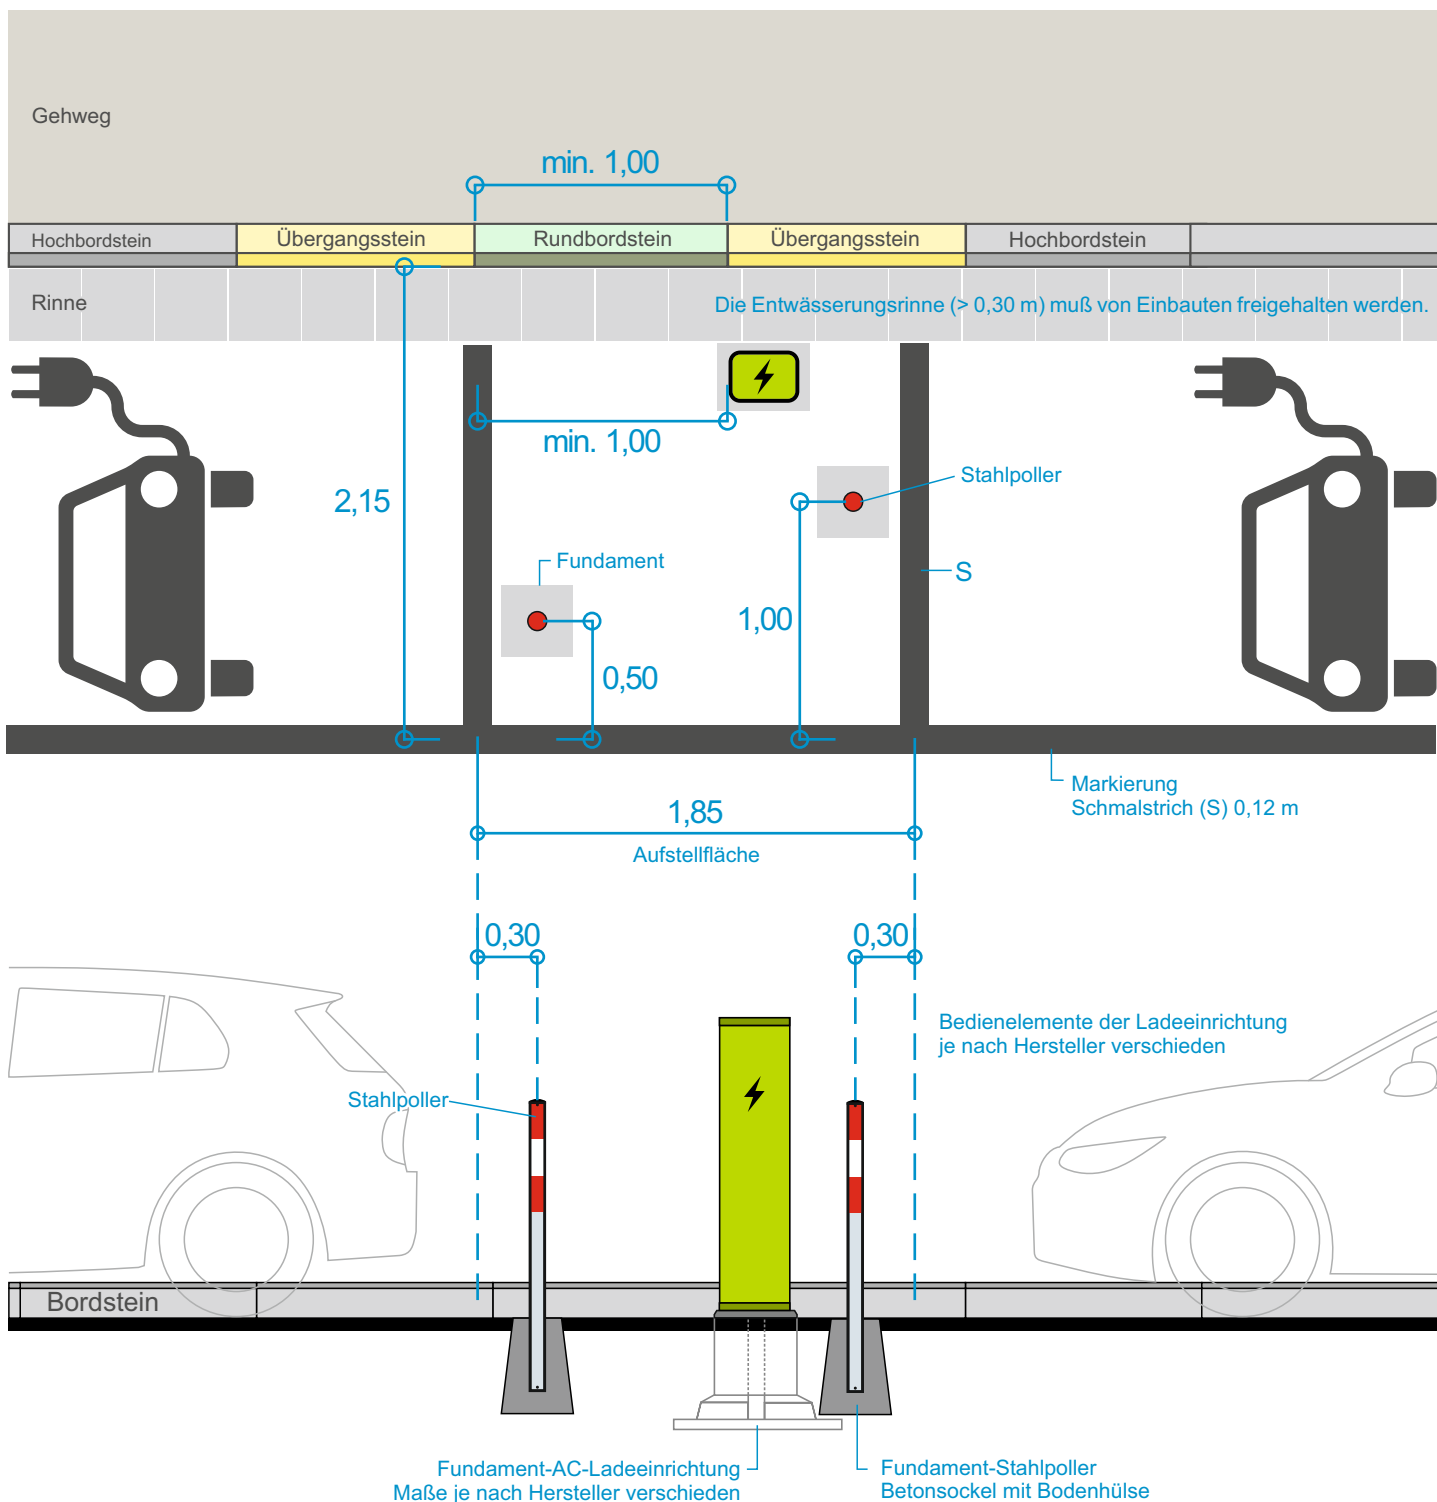 Gehweg
min. 1,00
Hochbordstein
Übergangsstein
Rundbordstein
Übergangsstein
Hochbordstein
Rinne
Die Entwässerungsrinne (> 0,30 m) muß von Einbauten freigehalten werden.
min. 1,00
2,15
Stahlpoller
Fundament
S
1,00
0,50
Markierung
Schmalstrich (S) 0,12 m
1,85
Aufstellfläche
0,30
0,30
Bedienelemente der Ladeeinrichtung
je nach Hersteller verschieden
Stahlpoller
Bordstein
Fundament-AC-Ladeeinrichtung
Maße je nach Hersteller verschieden
Fundament-Stahlpoller
Betonsockel mit Bodenhülse